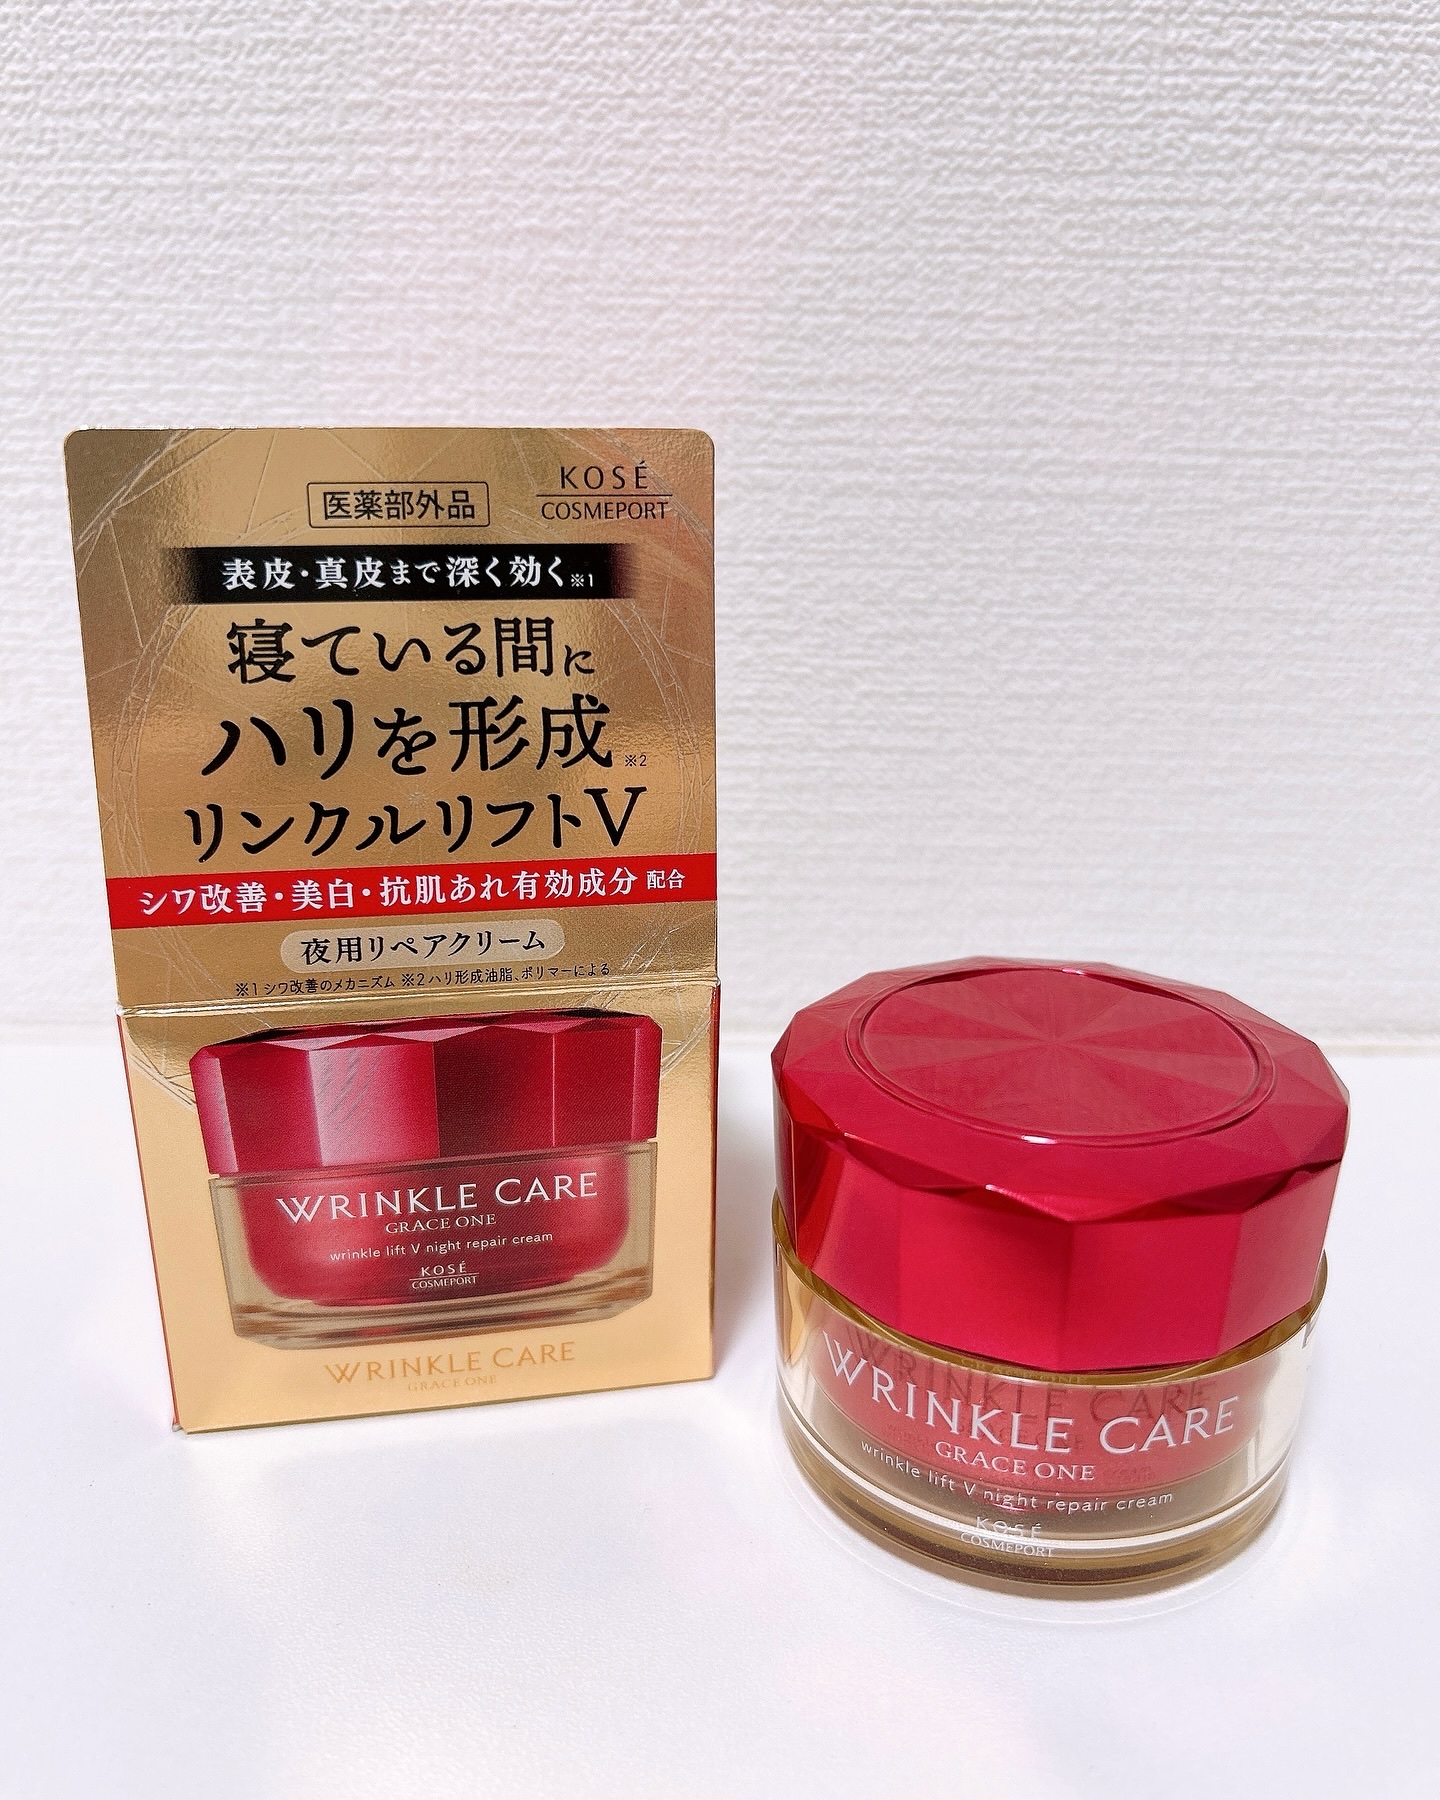 医薬部外品
KOSÉ
COSMEPORT
表皮・真皮まで深く効く※1
寝ている間に
ハリを形成※2
リンクルリフトV
シワ改善・美白・抗肌あれ有効成分 配合
夜用リペアクリーム
※1 シワ改善のメカニズム ※2 ハリ形成油脂、ポリマーによる
WRINKLE CARE
GRACE ONE
wrinkle lift V night repair cream
KOSÉ
COSMEPORT
WRINKLE CARE
GRACE ONE
WRINKLE CARE
GRACE ONE
wrinkle lift V night repair cream
KOSÉ
COSMEPORT